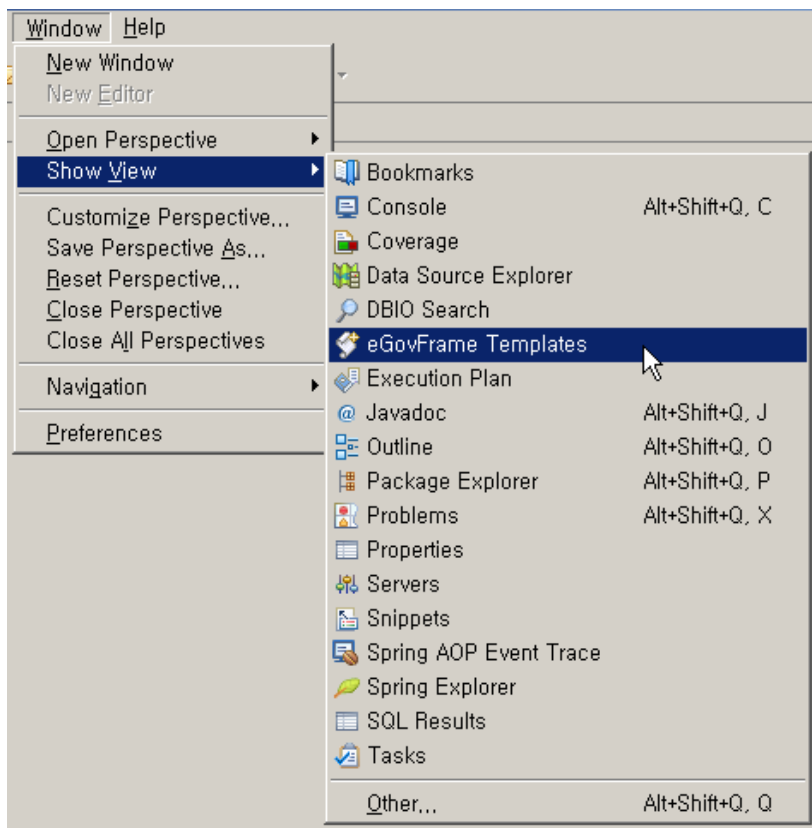 Window Help
New Window
New Editor
Open Perspective
Show View
Customize Perspective...
Save Perspective As...
Reset Perspective...
Close Perspective
Close All Perspectives
Navigation
Preferences
Bookmarks
Console Alt+Shift+Q, C
Coverage
Data Source Explorer
DBIO Search
eGovFrame Templates
Execution Plan
Javadoc Alt+Shift+Q, J
Outline Alt+Shift+Q, O
Package Explorer Alt+Shift+Q, P
Problems Alt+Shift+Q, X
Properties
Servers
Snippets
Spring AOP Event Trace
Spring Explorer
SQL Results
Tasks
Other... Alt+Shift+Q, Q